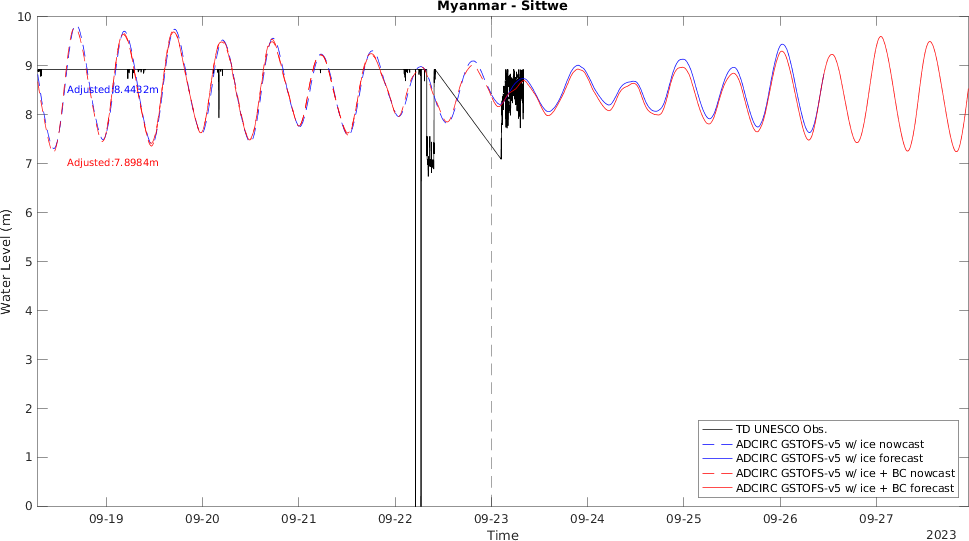 Myanmar - Sittwe
10
9
8
7
6
5
4
3
2
1
0
Water Level (m)
Adjusted:8.4432m
Adjusted:7.8984m
TD UNESCO Obs.
ADCIRC GSTOFS-v5 w/ ice nowcast
ADCIRC GSTOFS-v5 w/ ice forecast
ADCIRC GSTOFS-v5 w/ ice + BC nowcast
ADCIRC GSTOFS-v5 w/ ice + BC forecast
09-19 09-20 09-21 09-22 09-23 09-24 09-25 09-26 09-27
Time
2023